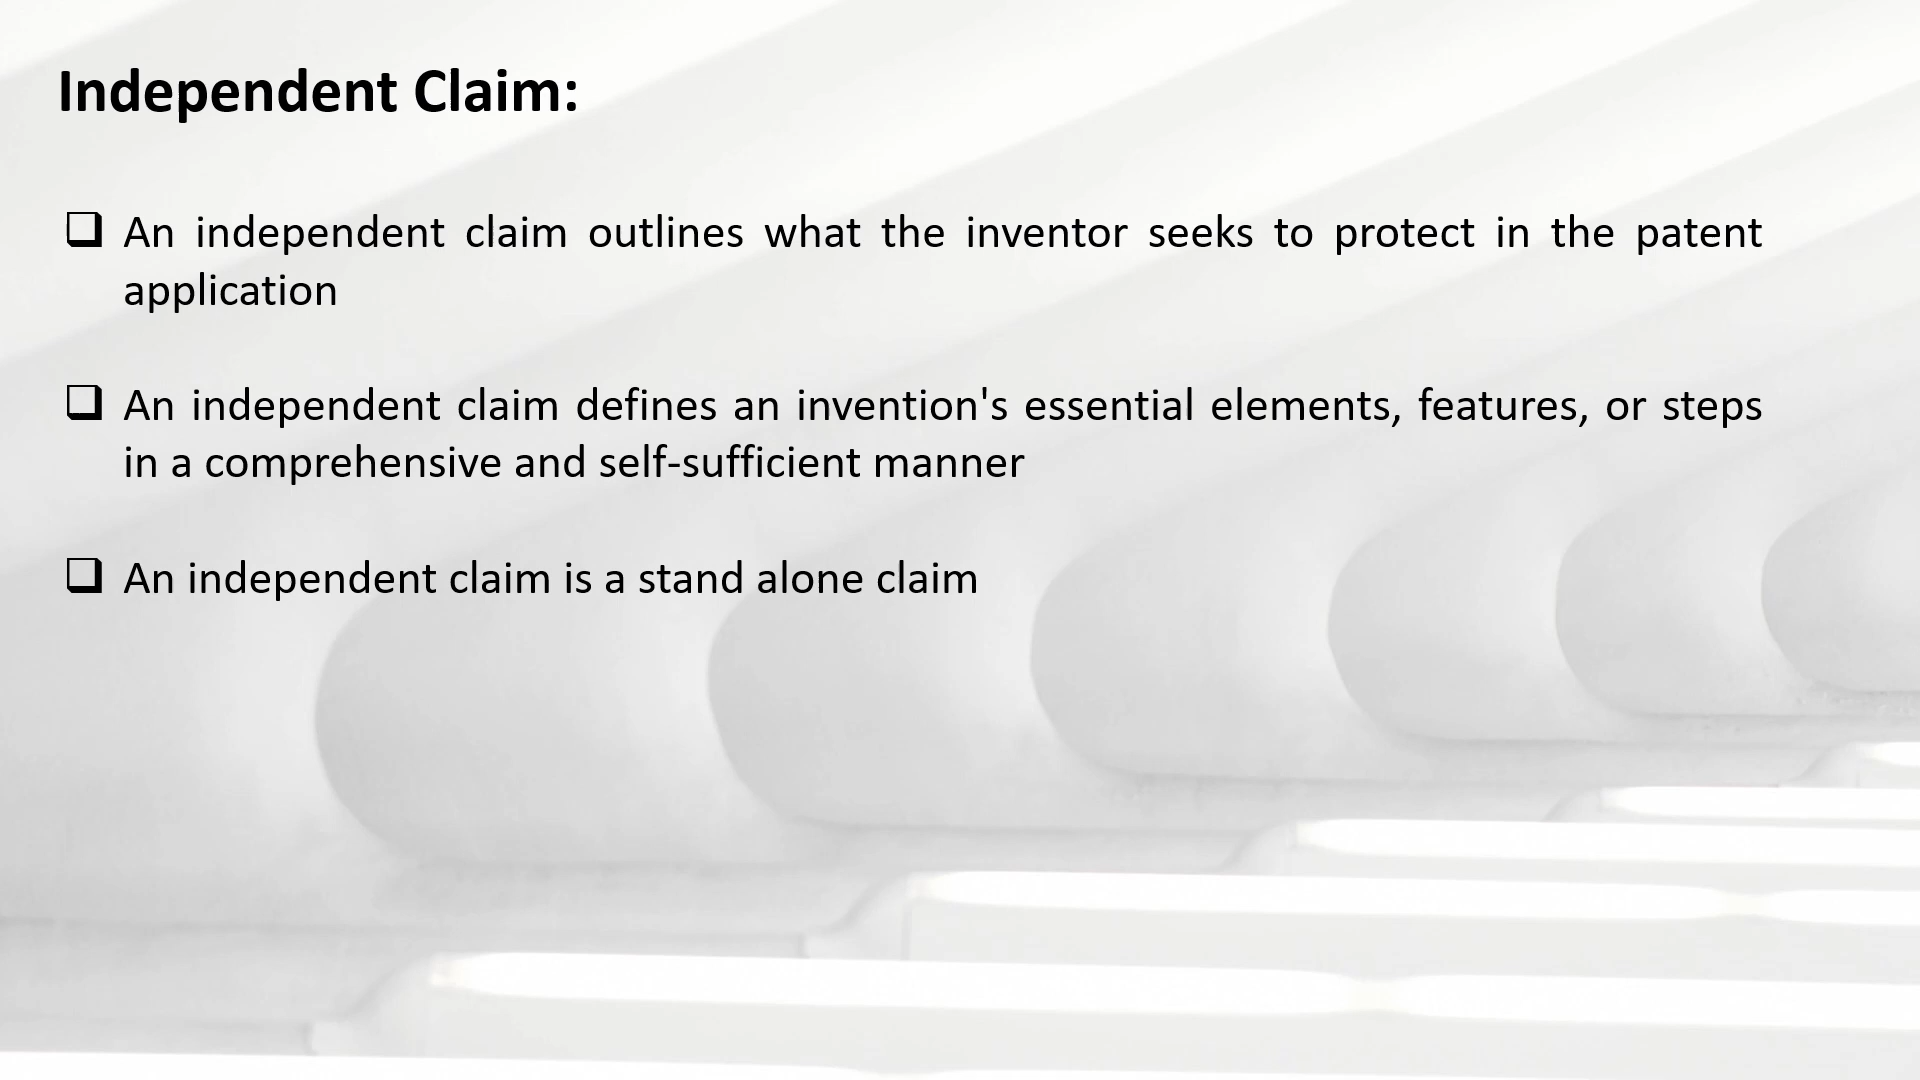 Independent Claim:
❑ An independent claim outlines what the inventor seeks to protect in the patent
application
❑ An independent claim defines an invention's essential elements, features, or steps
in a comprehensive and self-sufficient manner
❑ An independent claim is a stand alone claim